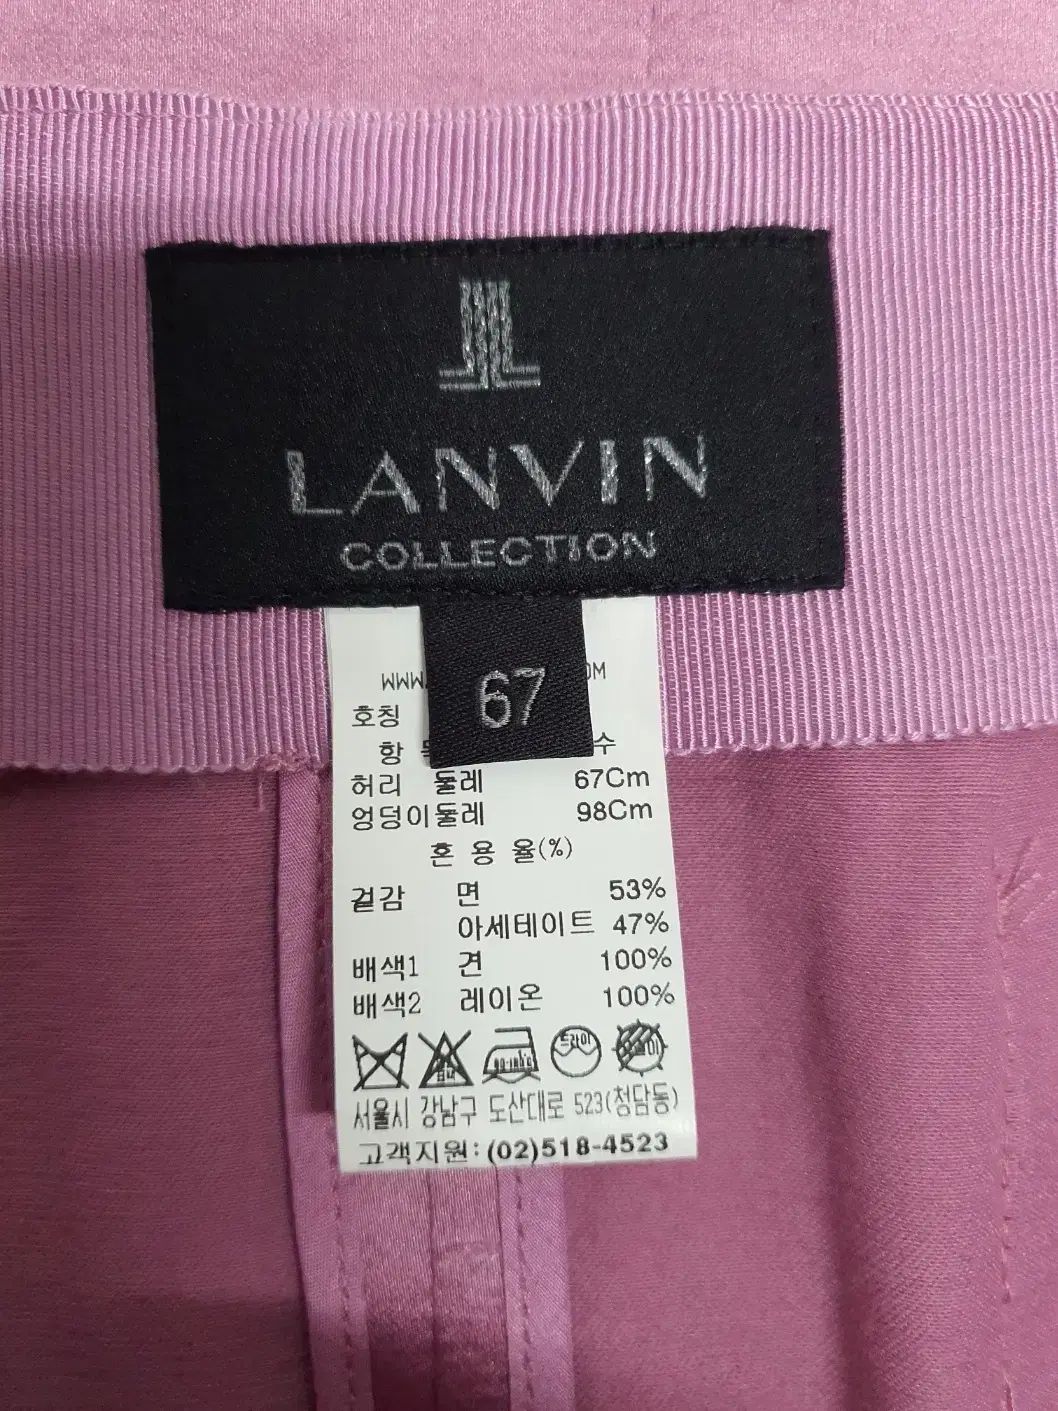 LANVIN
COLLECTION
67
WWW.
호칭
항 수
허리 둘레 67Cm
엉덩이둘레 98Cm
혼 용 율(%)
겉감 면 53%
아세테이트 47%
배색1 견 100%
배색2 레이온 100%
드라이
서울시 강남구 도산대로 523(청담동)
고객지원: (02)518-4523